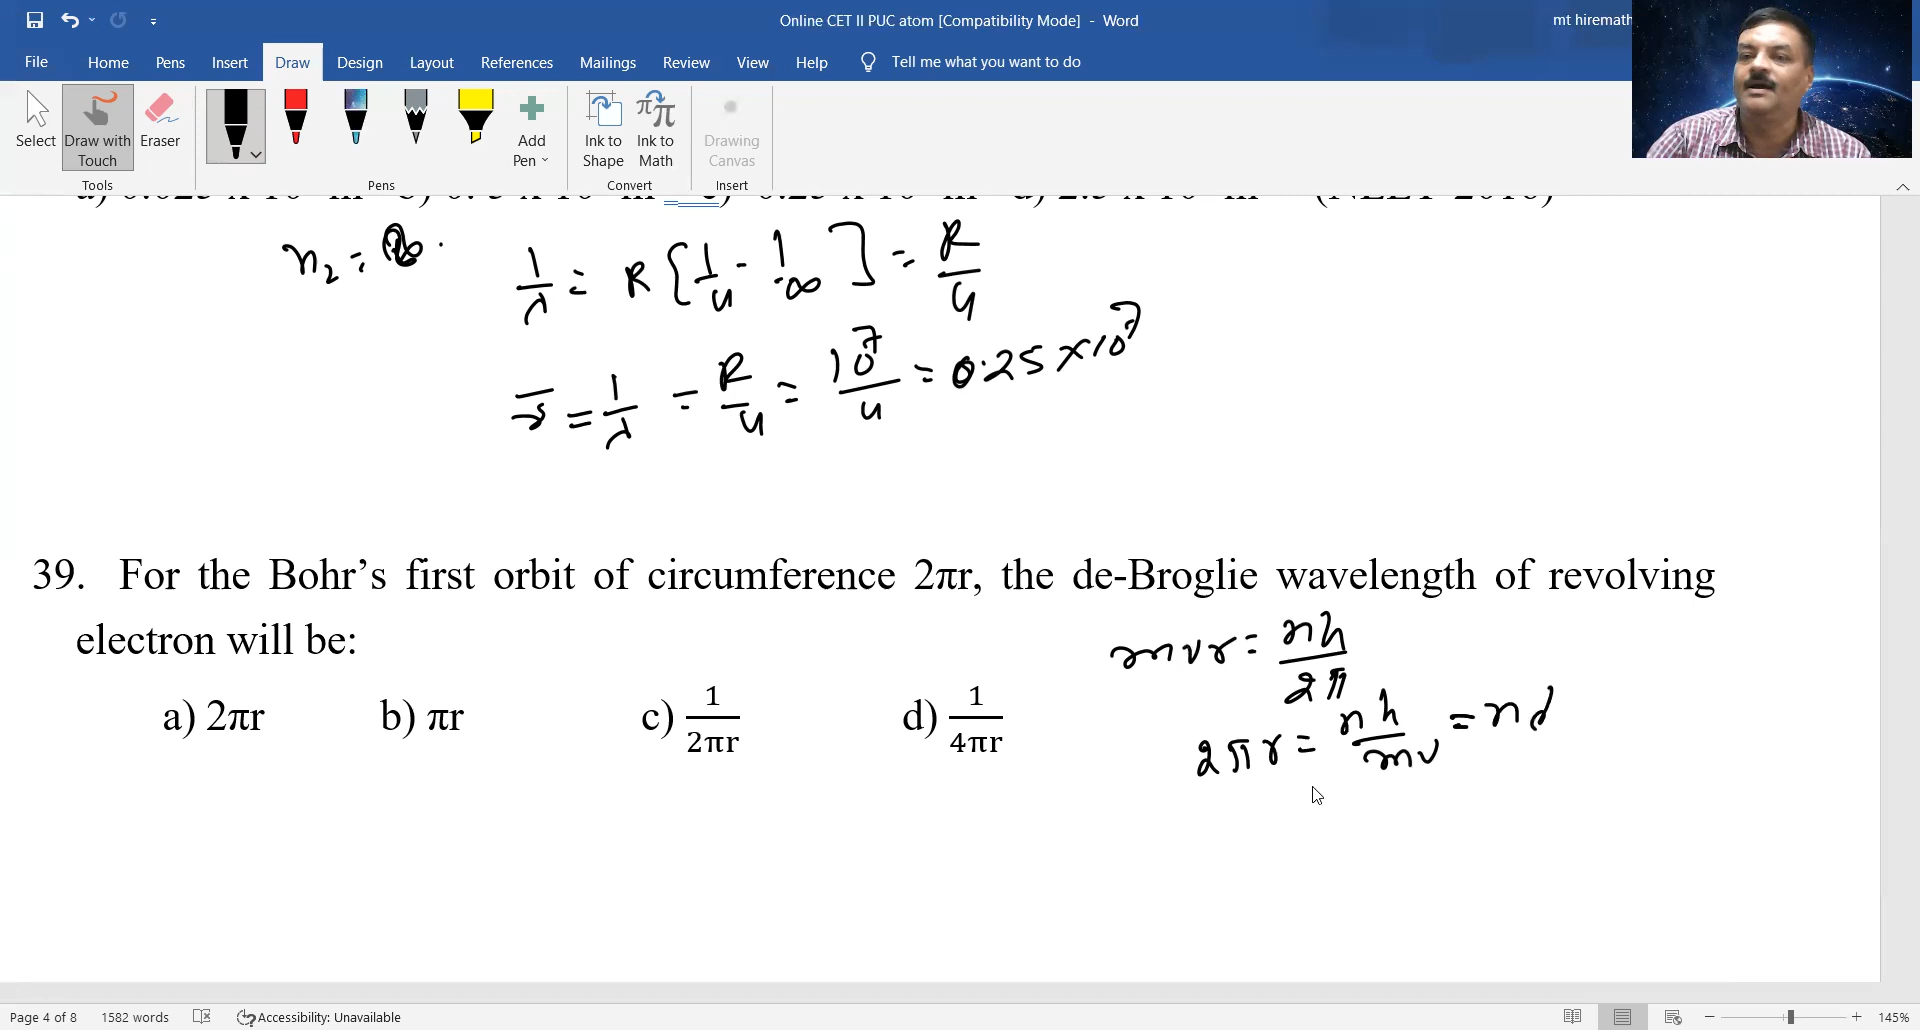 Online CET II PUC atom [Compatibility Mode] - Word
mt hiremath
File Home Pens Insert Draw Design Layout References Mailings Review View Help Tell me what you want to do
Select Draw with Touch Eraser Add Pen Ink to Shape Ink to Math Drawing Canvas
Tools Pens Convert Insert
n₂ = ∞.
1/λ = R[1/4 - 1/∞] = R/4
ν̅ = 1/λ = R/4 = 10⁷/4 = 0.25 × 10⁷
39. For the Bohr’s first orbit of circumference 2πr, the de-Broglie wavelength of revolving
electron will be:
mvr = nh/2π
a) 2πr b) πr c) 1/2πr d) 1/4πr
2πr = nh/mv = nλ
Page 4 of 8 1582 words Accessibility: Unavailable 145%